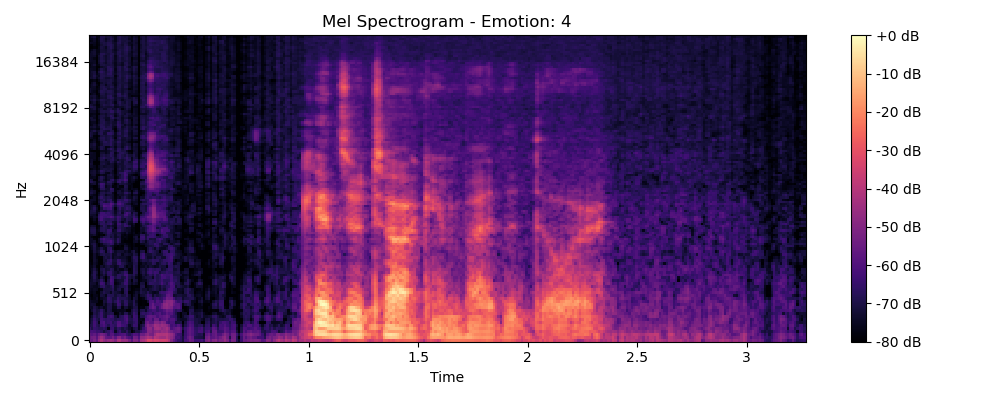 Mel Spectrogram - Emotion: 4
Hz
16384
8192
4096
2048
1024
512
0
0
0.5
1
1.5
2
2.5
3
Time
+0 dB
-10 dB
-20 dB
-30 dB
-40 dB
-50 dB
-60 dB
-70 dB
-80 dB